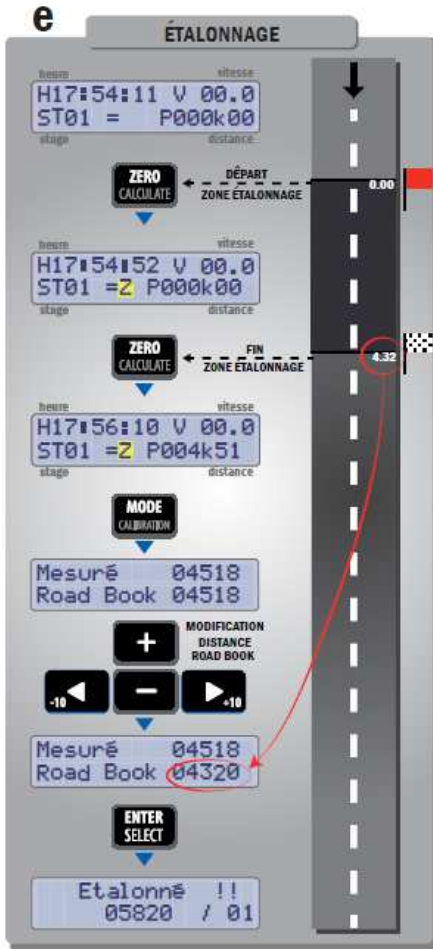 e
ÉTALONNAGE
heure vitesse
H17:54:11 V 00.0
ST01 = P000k00
stage distance
ZERO
CALCULATE
DÉPART
ZONE ÉTALONNAGE
0.00
heure vitesse
H17:54:52 V 00.0
ST01 =Z P000k00
stage distance
ZERO
CALCULATE
FIN
ZONE ÉTALONNAGE
4.32
heure vitesse
H17:56:10 V 00.0
ST01 =Z P004k51
stage distance
MODE
CALIBRATION
Mesuré 04518
Road Book 04518
+
MODIFICATION
DISTANCE
ROAD BOOK
-10 ◀ − ▶ +10
Mesuré 04518
Road Book 04320
ENTER
SELECT
Etalonné !!
05820 / 01